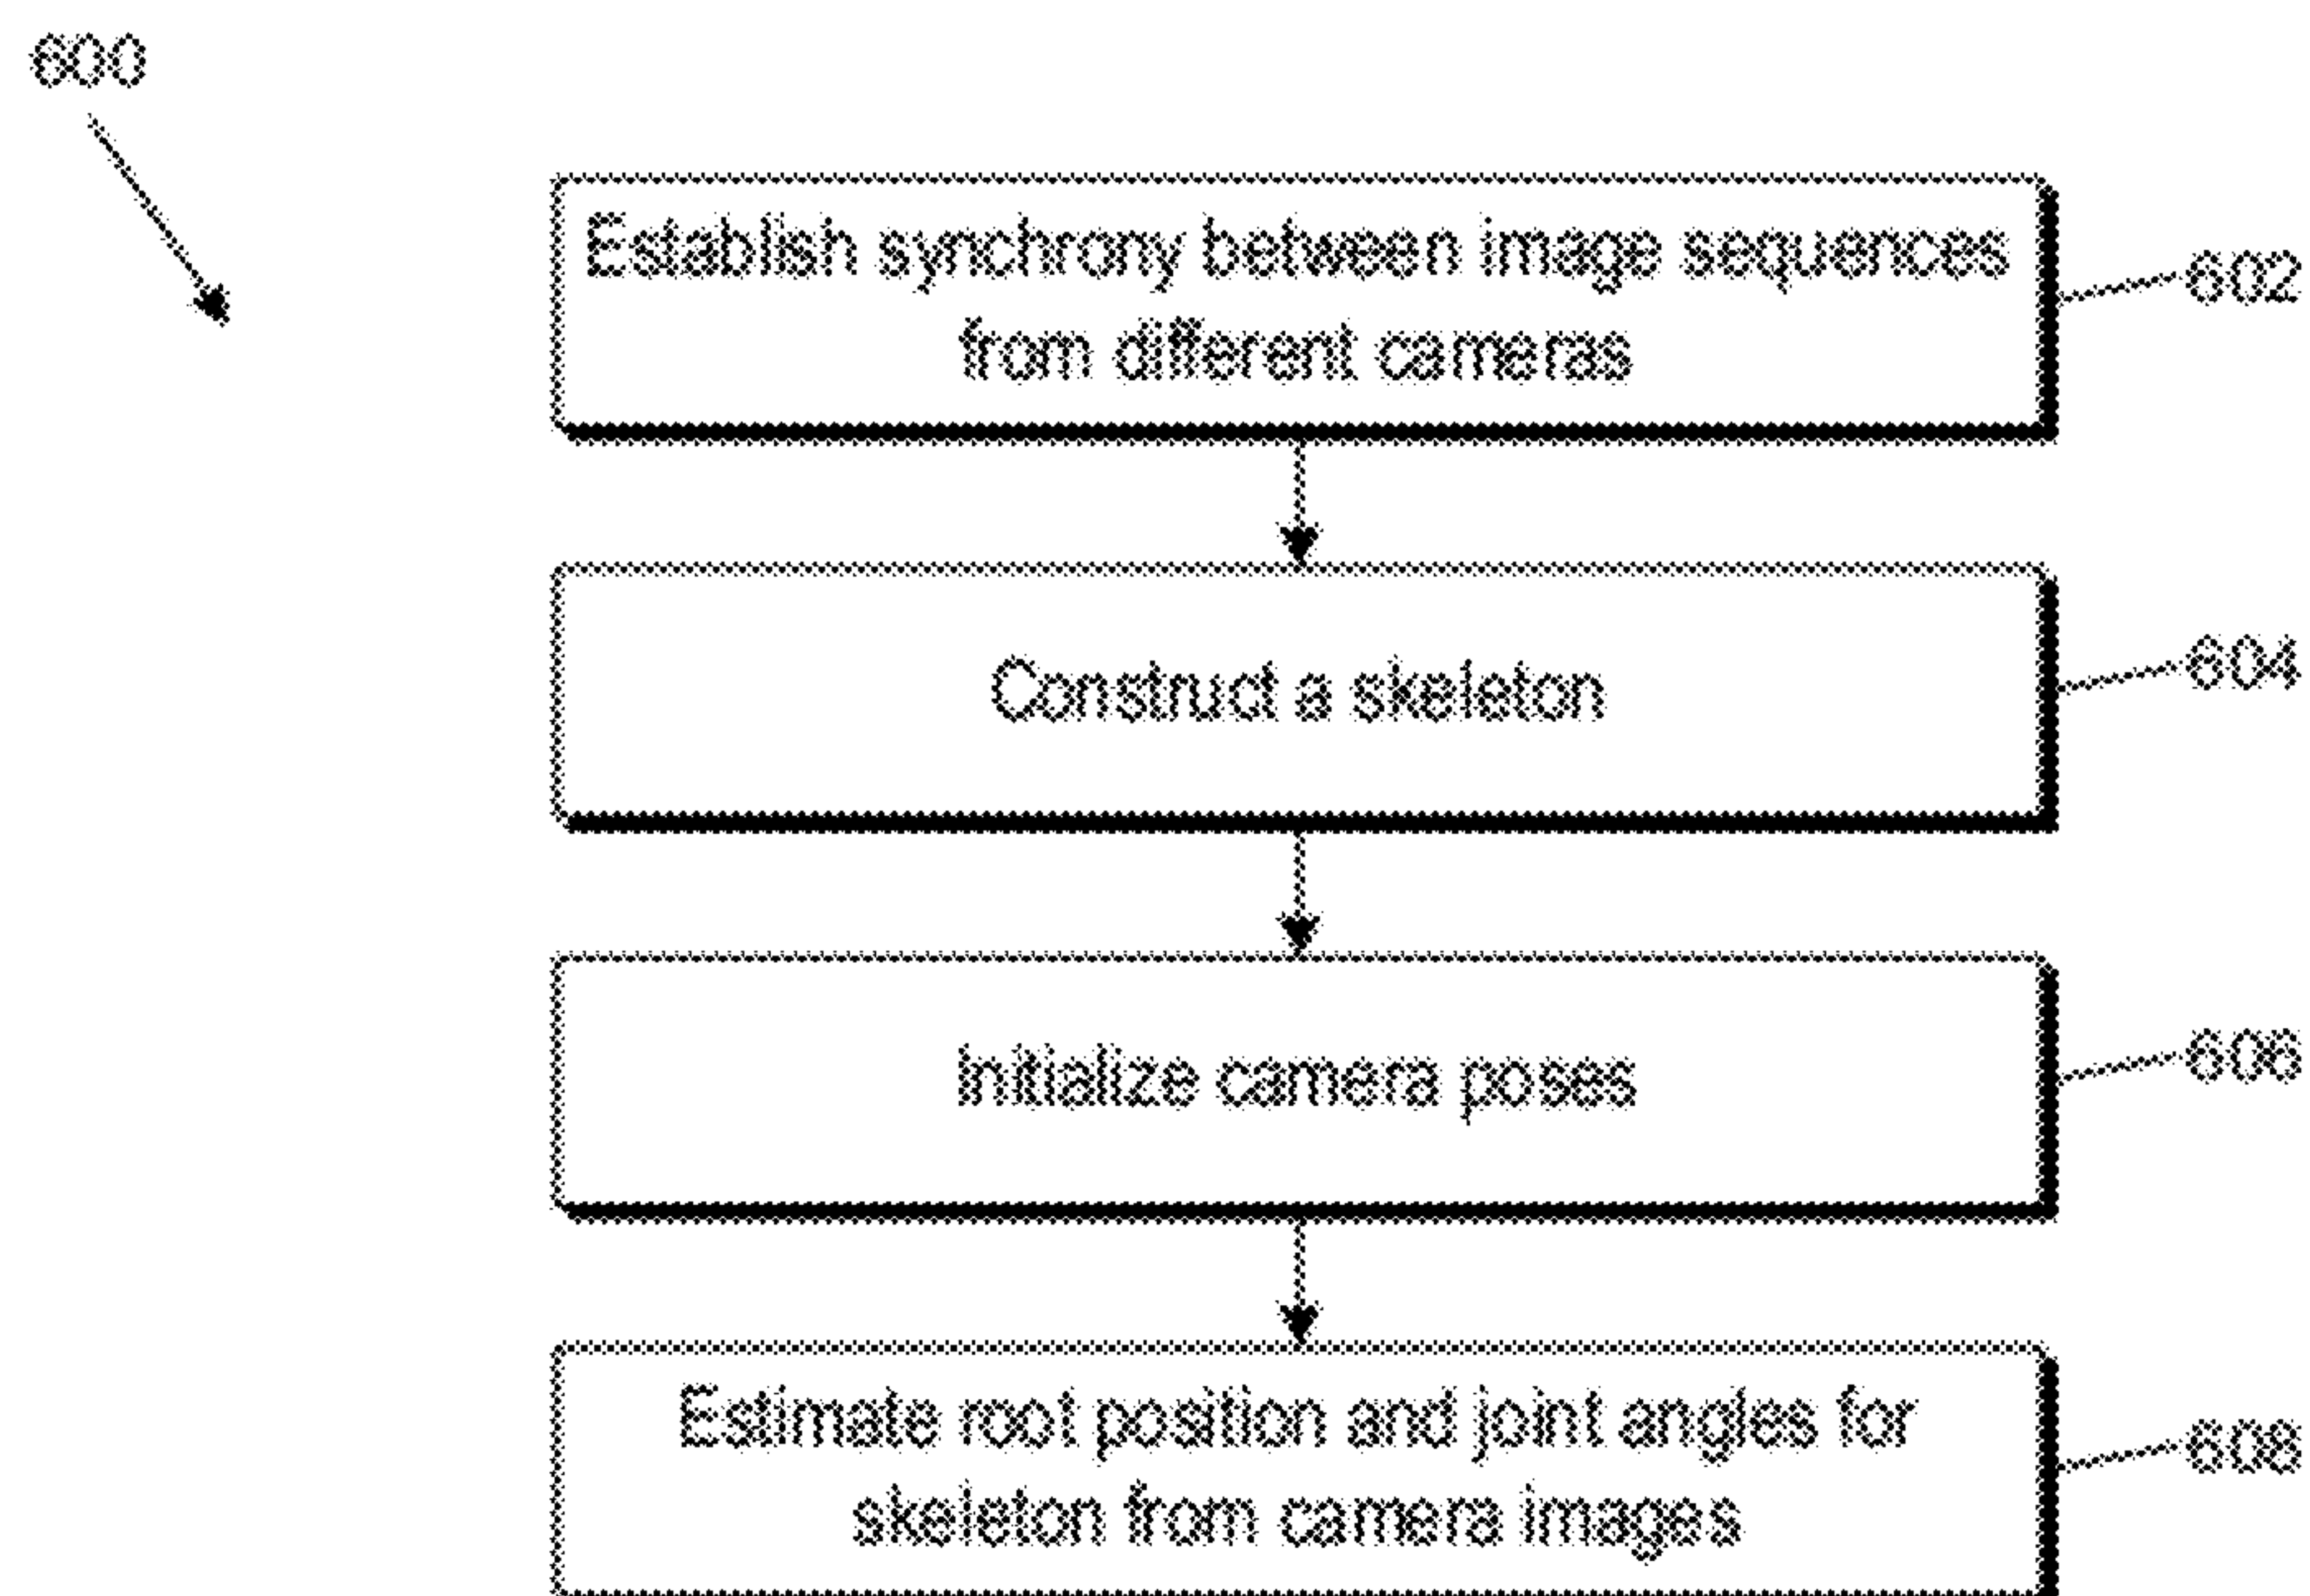 600
Establish synchrony between image sequences
from different cameras
602
Construct a skeleton
604
Initialize camera poses
606
Estimate root position and joint angles for
skeleton from camera images
608